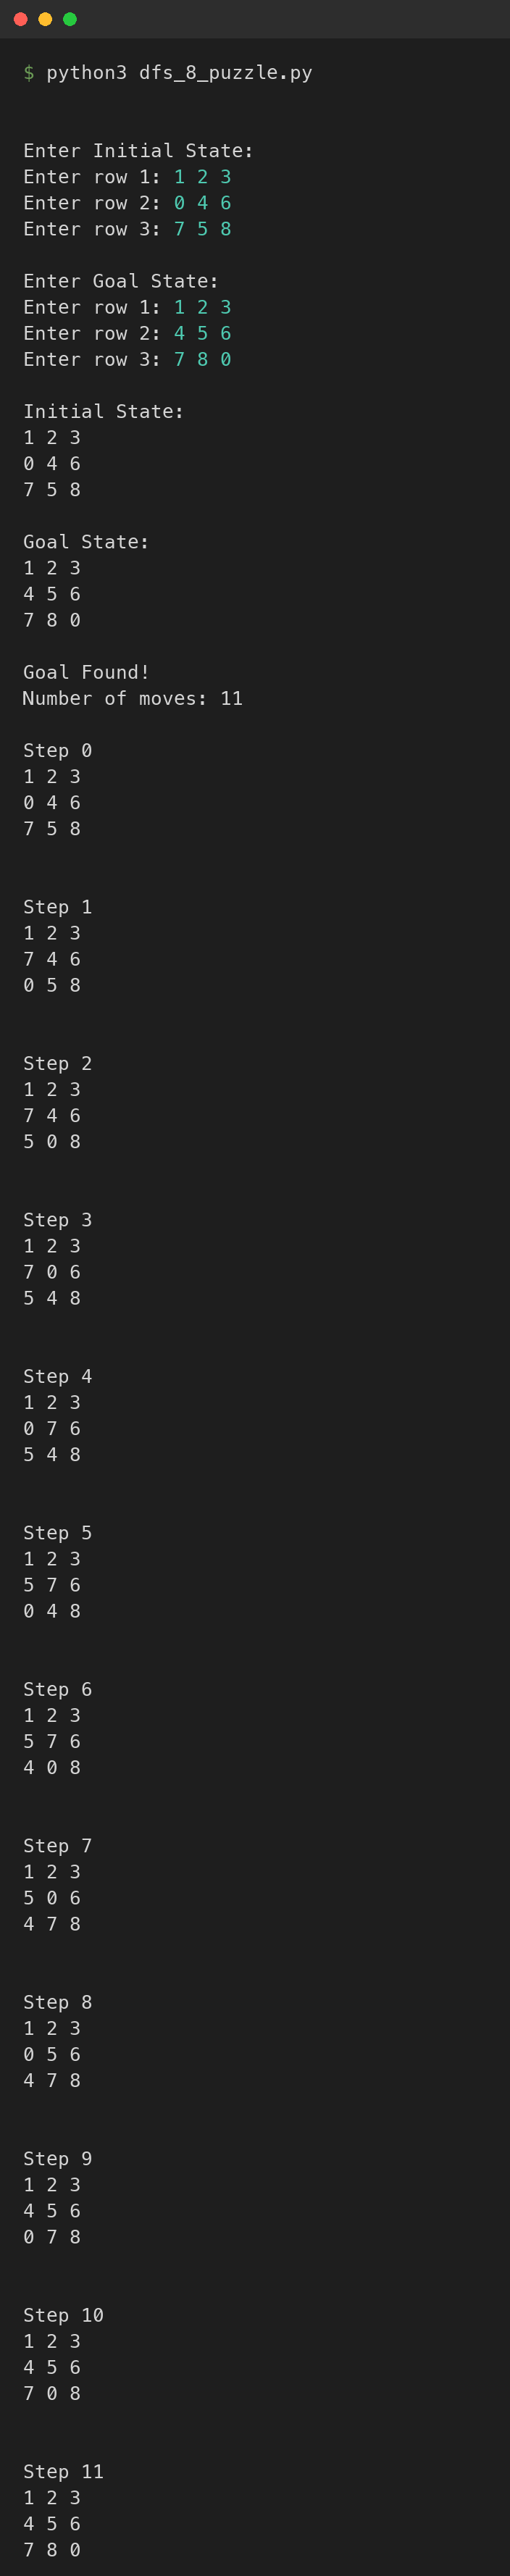 $ python3 dfs_8_puzzle.py
Enter Initial State:
Enter row 1: 1 2 3
Enter row 2: 0 4 6
Enter row 3: 7 5 8
Enter Goal State:
Enter row 1: 1 2 3
Enter row 2: 4 5 6
Enter row 3: 7 8 0
Initial State:
1 2 3
0 4 6
7 5 8
Goal State:
1 2 3
4 5 6
7 8 0
Goal Found!
Number of moves: 11
Step 0
1 2 3
0 4 6
7 5 8
Step 1
1 2 3
7 4 6
0 5 8
Step 2
1 2 3
7 4 6
5 0 8
Step 3
1 2 3
7 0 6
5 4 8
Step 4
1 2 3
0 7 6
5 4 8
Step 5
1 2 3
5 7 6
0 4 8
Step 6
1 2 3
5 7 6
4 0 8
Step 7
1 2 3
5 0 6
4 7 8
Step 8
1 2 3
0 5 6
4 7 8
Step 9
1 2 3
4 5 6
0 7 8
Step 10
1 2 3
4 5 6
7 0 8
Step 11
1 2 3
4 5 6
7 8 0